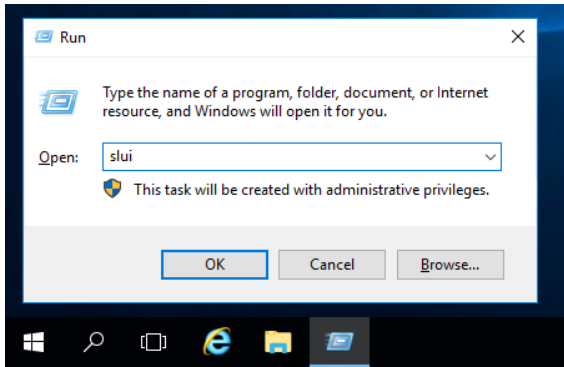 Run
Type the name of a program, folder, document, or Internet
resource, and Windows will open it for you.
Open:
slui
This task will be created with administrative privileges.
OK
Cancel
Browse...